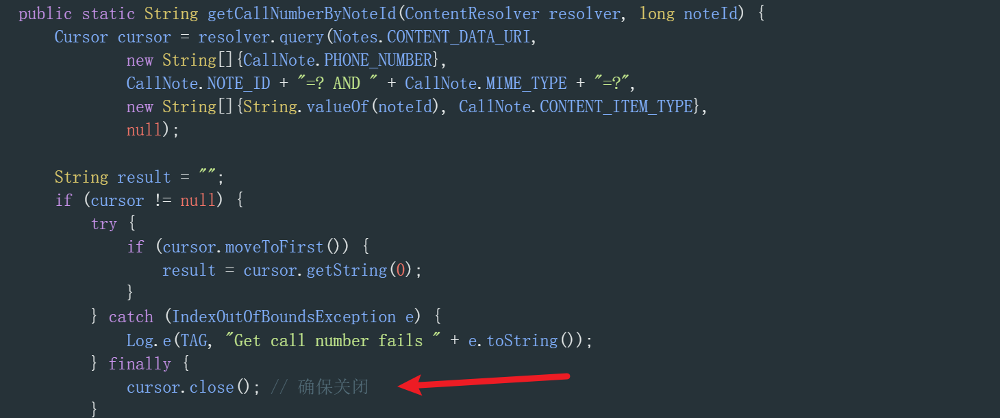 public static String getCallNumberByNoteId(ContentResolver resolver, long noteId) {
    Cursor cursor = resolver.query(Notes.CONTENT_DATA_URI,
            new String[]{CallNote.PHONE_NUMBER},
            CallNote.NOTE_ID + "=? AND " + CallNote.MIME_TYPE + "=?",
            new String[]{String.valueOf(noteId), CallNote.CONTENT_ITEM_TYPE},
            null);

    String result = "";
    if (cursor != null) {
        try {
            if (cursor.moveToFirst()) {
                result = cursor.getString(0);
            }
        } catch (IndexOutOfBoundsException e) {
            Log.e(TAG, "Get call number fails " + e.toString());
        } finally {
            cursor.close(); // 确保关闭
        }